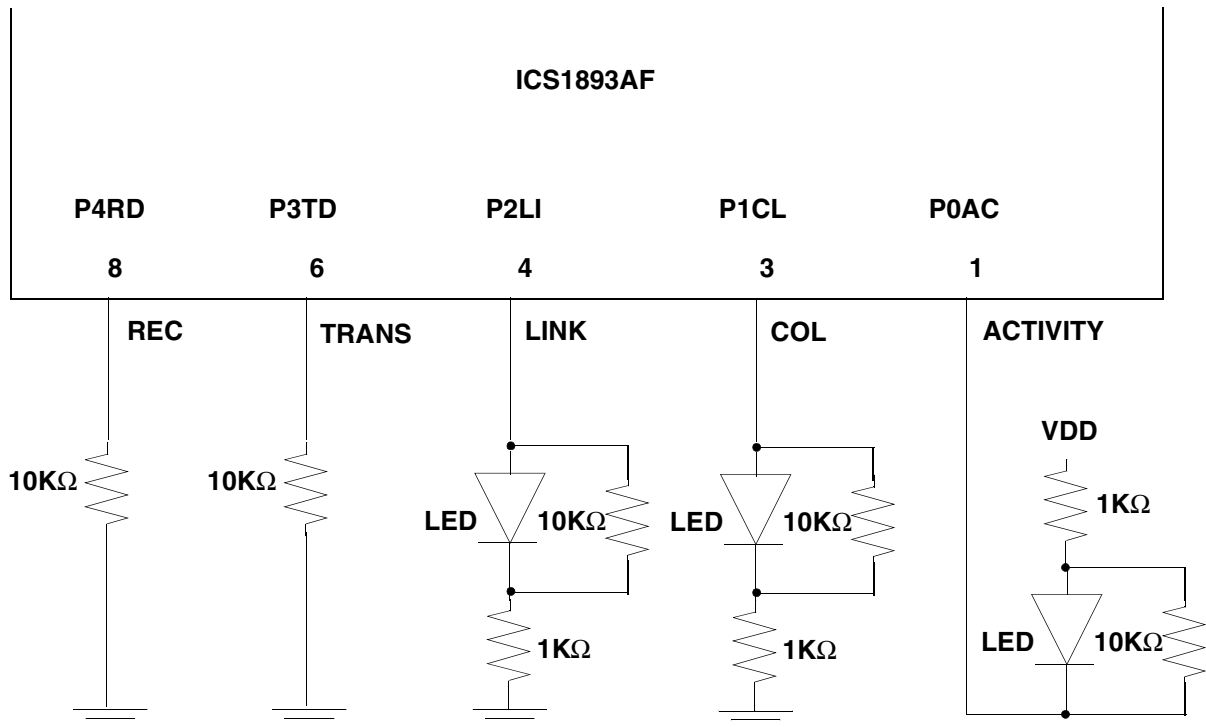 ICS1893AF
P4RD P3TD P2LI P1CL P0AC
8 6 4 3 1
REC TRANS LINK COL ACTIVITY
VDD
10KΩ 10KΩ
1KΩ
LED 10KΩ LED 10KΩ
1KΩ 1KΩ LED 10KΩ